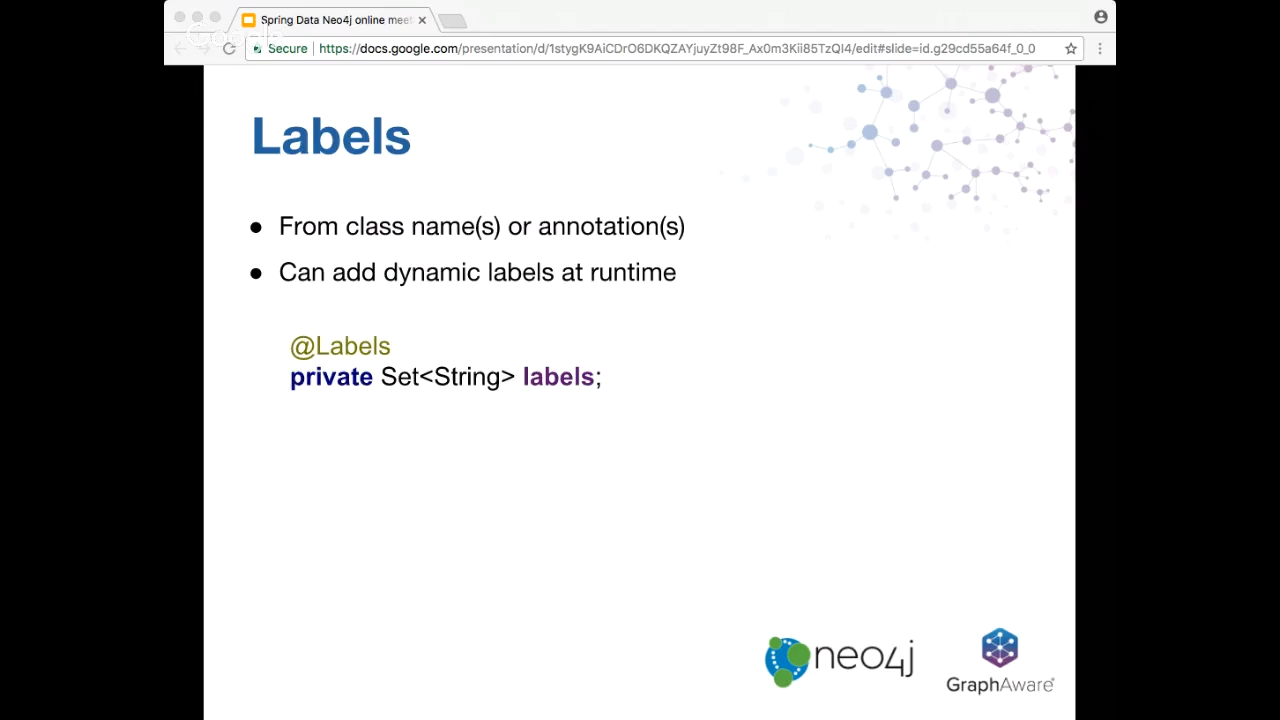 Spring Data Neo4j online meet
Google
Secure
https://docs.google.com/presentation/d/1stygK9AiCDrO6DKQZAYjuyZt98F_Ax0m3Kii85TzQI4/edit#slide=id.g29cd55a64f_0_0
Labels
● From class name(s) or annotation(s)
● Can add dynamic labels at runtime
@Labels
private Set<String> labels;
neo4j
GraphAware®